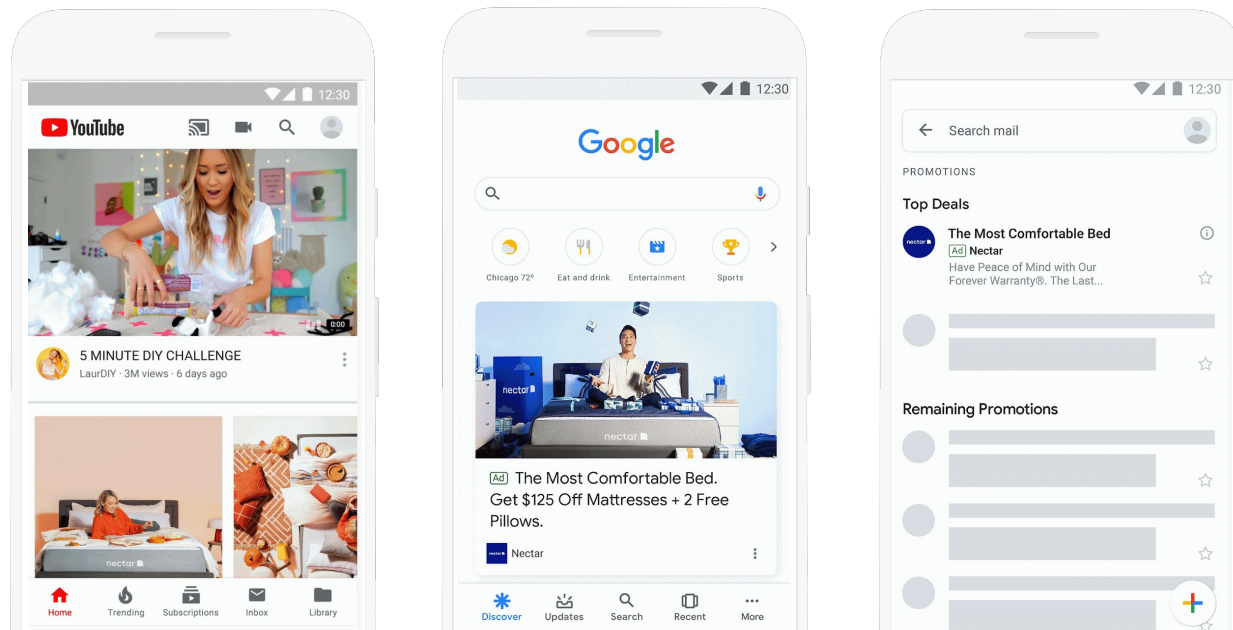 12:30
YouTube
0:00
5 MINUTE DIY CHALLENGE
LaurDIY · 3M views · 6 days ago
nectar
Home
Trending
Subscriptions
Inbox
Library
12:30
Google
Chicago 72°
Eat and drink
Entertainment
Sports
nectar
nectar
Ad The Most Comfortable Bed.
Get $125 Off Mattresses + 2 Free
Pillows.
nectar
Nectar
Discover
Updates
Search
Recent
More
12:30
Search mail
PROMOTIONS
Top Deals
nectar
The Most Comfortable Bed
Ad Nectar
Have Peace of Mind with Our
Forever Warranty®. The Last...
Remaining Promotions